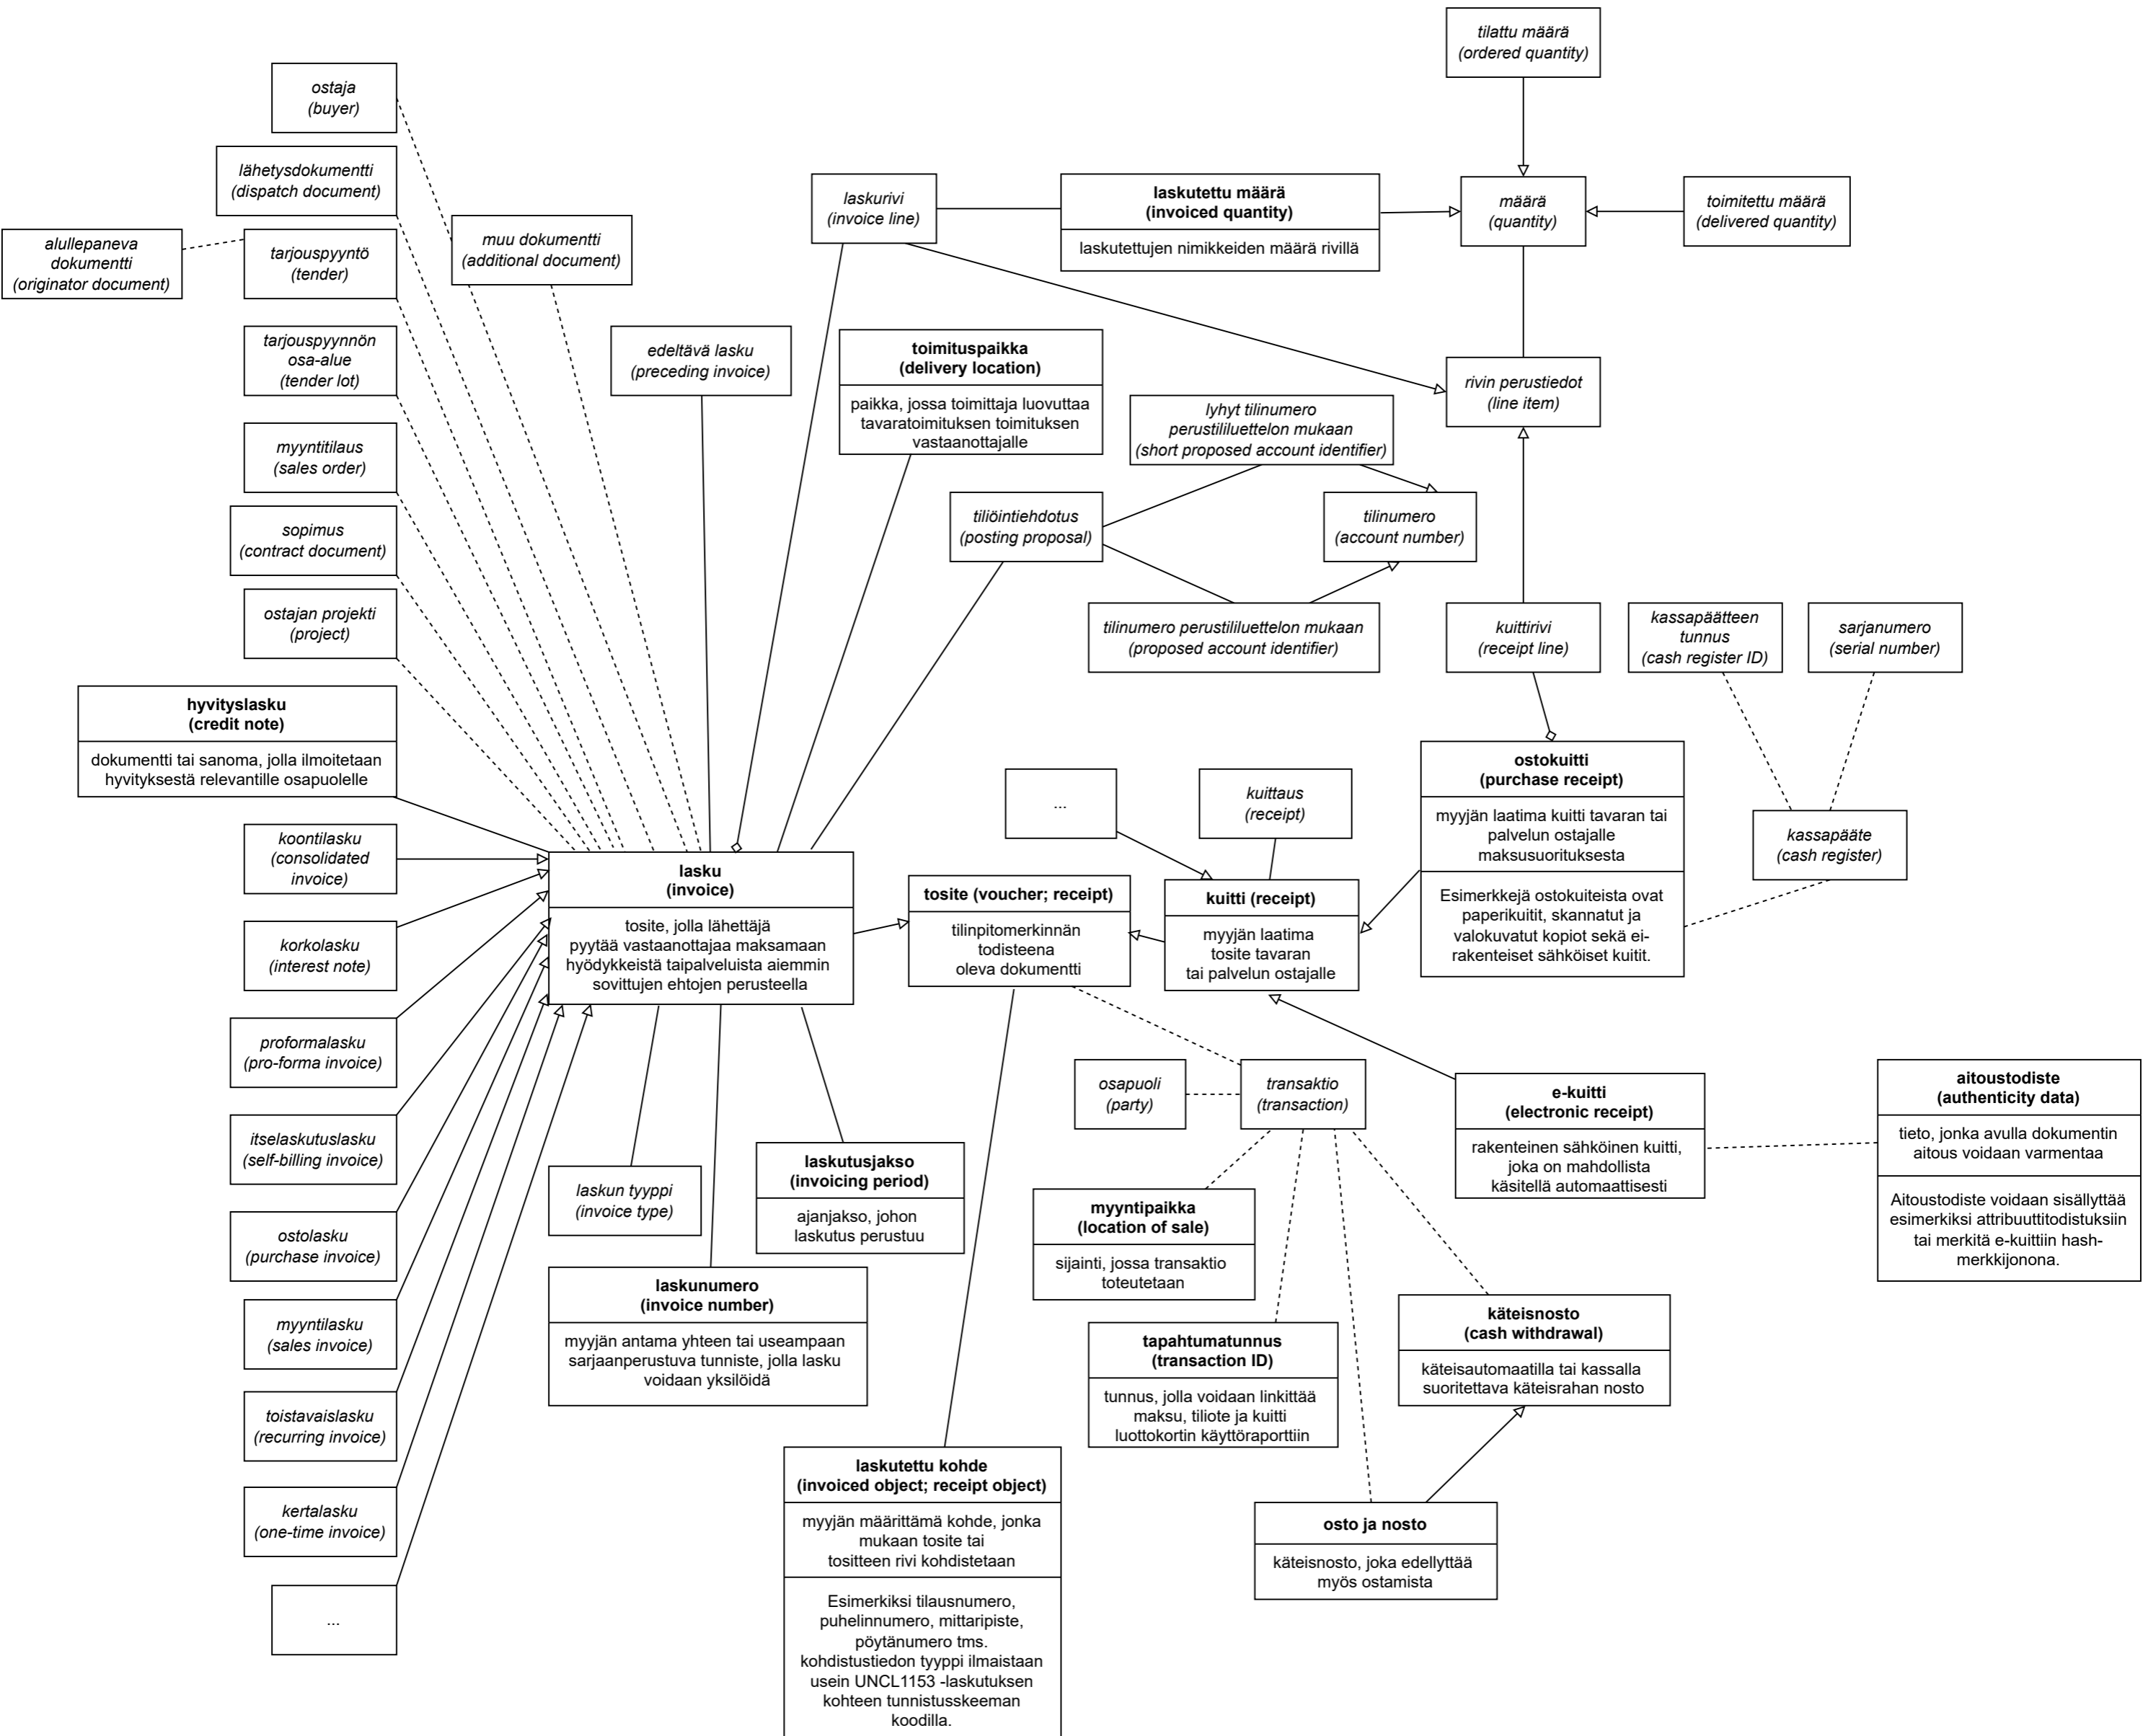 tilattu määrä
(ordered quantity)
ostaja
(buyer)
lähetysdokumentti
(dispatch document)
alullepaneva
dokumentti
(originator document)
tarjouspyyntö
(tender)
muu dokumentti
(additional document)
laskurivi
(invoice line)
laskutettu määrä
(invoiced quantity)
laskutettujen nimikkeiden määrä rivillä
määrä
(quantity)
toimitettu määrä
(delivered quantity)
tarjouspyynnön
osa-alue
(tender lot)
edeltävä lasku
(preceding invoice)
toimituspaikka
(delivery location)
paikka, jossa toimittaja luovuttaa
tavaratoimituksen toimituksen
vastaanottajalle
rivin perustiedot
(line item)
lyhyt tilinumero
perustililuettelon mukaan
(short proposed account identifier)
myyntitilaus
(sales order)
sopimus
(contract document)
tiliöintiehdotus
(posting proposal)
tilinumero
(account number)
ostajan projekti
(project)
tilinumero perustililuettelon mukaan
(proposed account identifier)
kuittirivi
(receipt line)
kassapäätteen
tunnus
(cash register ID)
sarjanumero
(serial number)
hyvityslasku
(credit note)
dokumentti tai sanoma, jolla ilmoitetaan
hyvityksestä relevantille osapuolelle
...
kuittaus
(receipt)
ostokuitti
(purchase receipt)
myyjän laatima kuitti tavaran tai
palvelun ostajalle
maksusuorituksesta
Esimerkkejä ostokuiteista ovat
paperikuitit, skannatut ja
valokuvatut kopiot sekä ei-
rakenteiset sähköiset kuitit.
kassapääte
(cash register)
koontilasku
(consolidated
invoice)
lasku
(invoice)
tosite, jolla lähettäjä
pyytää vastaanottajaa maksamaan
hyödykkeistä taipalveluista aiemmin
sovittujen ehtojen perusteella
tosite (voucher; receipt)
tilinpitomerkinnän
todisteena
oleva dokumentti
kuitti (receipt)
myyjän laatima
tosite tavaran
tai palvelun ostajalle
korkolasku
(interest note)
proformalasku
(pro-forma invoice)
itselaskutuslasku
(self-billing invoice)
ostolasku
(purchase invoice)
myyntilasku
(sales invoice)
toistavaislasku
(recurring invoice)
kertalasku
(one-time invoice)
...
laskun tyyppi
(invoice type)
laskutusjakso
(invoicing period)
ajanjakso, johon
laskutus perustuu
laskunumero
(invoice number)
myyjän antama yhteen tai useampaan
sarjaanperustuva tunniste, jolla lasku
voidaan yksilöidä
osapuoli
(party)
transaktio
(transaction)
e-kuitti
(electronic receipt)
rakenteinen sähköinen kuitti,
joka on mahdollista
käsitellä automaattisesti
aitoustodiste
(authenticity data)
tieto, jonka avulla dokumentin
aitous voidaan varmentaa
Aitoustodiste voidaan sisällyttää
esimerkiksi attribuuttitodistuksiin
tai merkitä e-kuittiin hash-
merkkijonona.
myyntipaikka
(location of sale)
sijainti, jossa transaktio
toteutetaan
tapahtumatunnus
(transaction ID)
tunnus, jolla voidaan linkittää
maksu, tiliote ja kuitti
luottokortin käyttöraporttiin
käteisnosto
(cash withdrawal)
käteisautomaatilla tai kassalla
suoritettava käteisrahan nosto
laskutettu kohde
(invoiced object; receipt object)
myyjän määrittämä kohde, jonka
mukaan tosite tai
tositteen rivi kohdistetaan
Esimerkiksi tilausnumero,
puhelinnumero, mittaripiste,
pöytänumero tms.
kohdistustiedon tyyppi ilmaistaan
usein UNCL1153 -laskutuksen
kohteen tunnistusskeeman
koodilla.
osto ja nosto
käteisnosto, joka edellyttää
myös ostamista